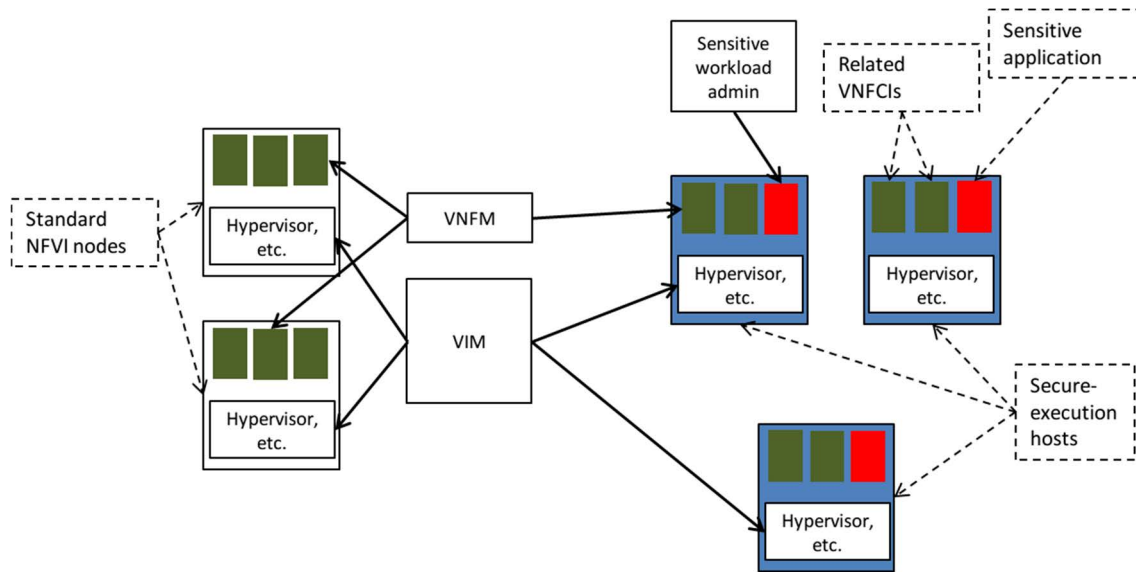 Sensitive
application
Sensitive
workload
admin
Related
VNFCIs
Standard
NFVI nodes
Hypervisor,
etc.
VNFM
Hypervisor,
etc.
Hypervisor,
etc.
VIM
Hypervisor,
etc.
Secure-
execution
hosts
Hypervisor,
etc.